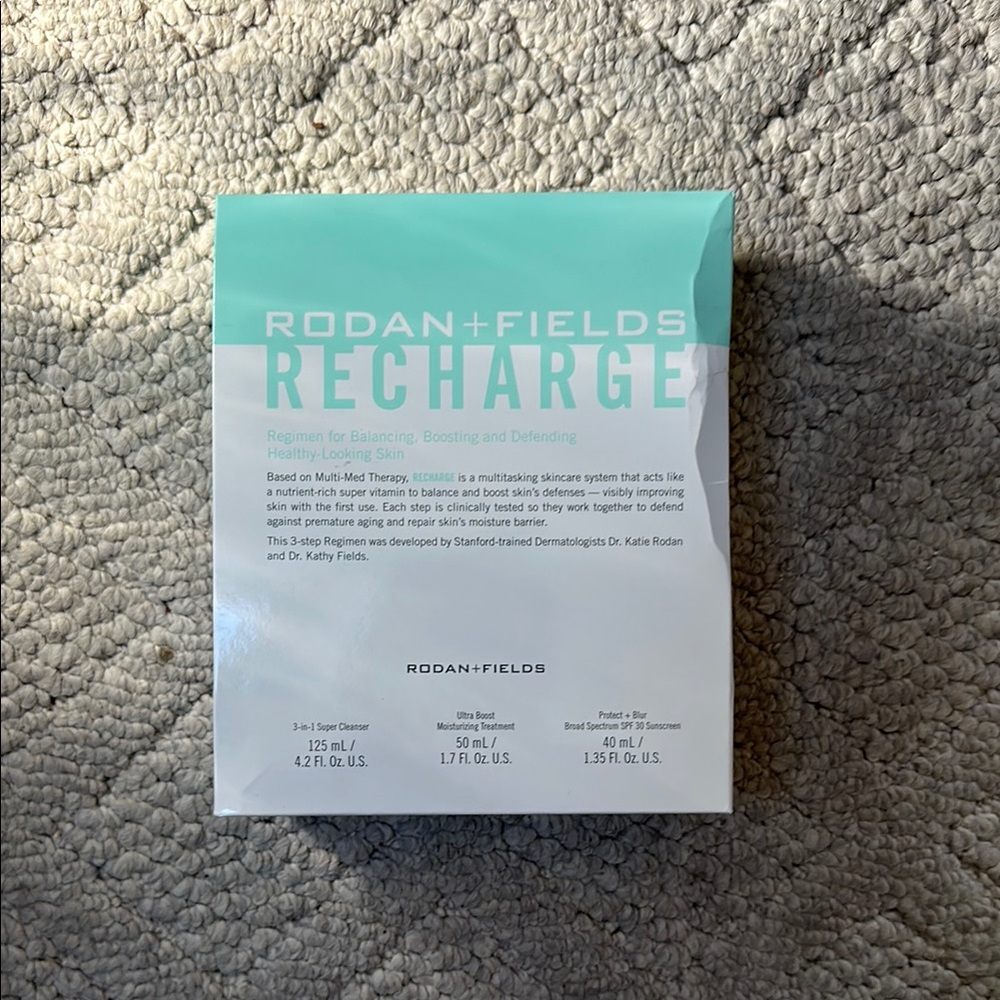 RODAN+FIELDS
RECHARGE
Regimen for Balancing, Boosting and Defending
Healthy-Looking Skin
Based on Multi-Med Therapy, RECHARGE is a multitasking skincare system that acts like
a nutrient-rich super vitamin to balance and boost skin's defenses — visibly improving
skin with the first use. Each step is clinically tested so they work together to defend
against premature aging and repair skin's moisture barrier.
This 3-step Regimen was developed by Stanford-trained Dermatologists Dr. Katie Rodan
and Dr. Kathy Fields.
RODAN+FIELDS
3-in-1 Super Cleanser
125 mL /
4.2 Fl. Oz. U.S.
Ultra Boost
Moisturizing Treatment
50 mL /
1.7 Fl. Oz. U.S.
Protect + Blur
Broad Spectrum SPF 30 Sunscreen
40 mL /
1.35 Fl. Oz. U.S.